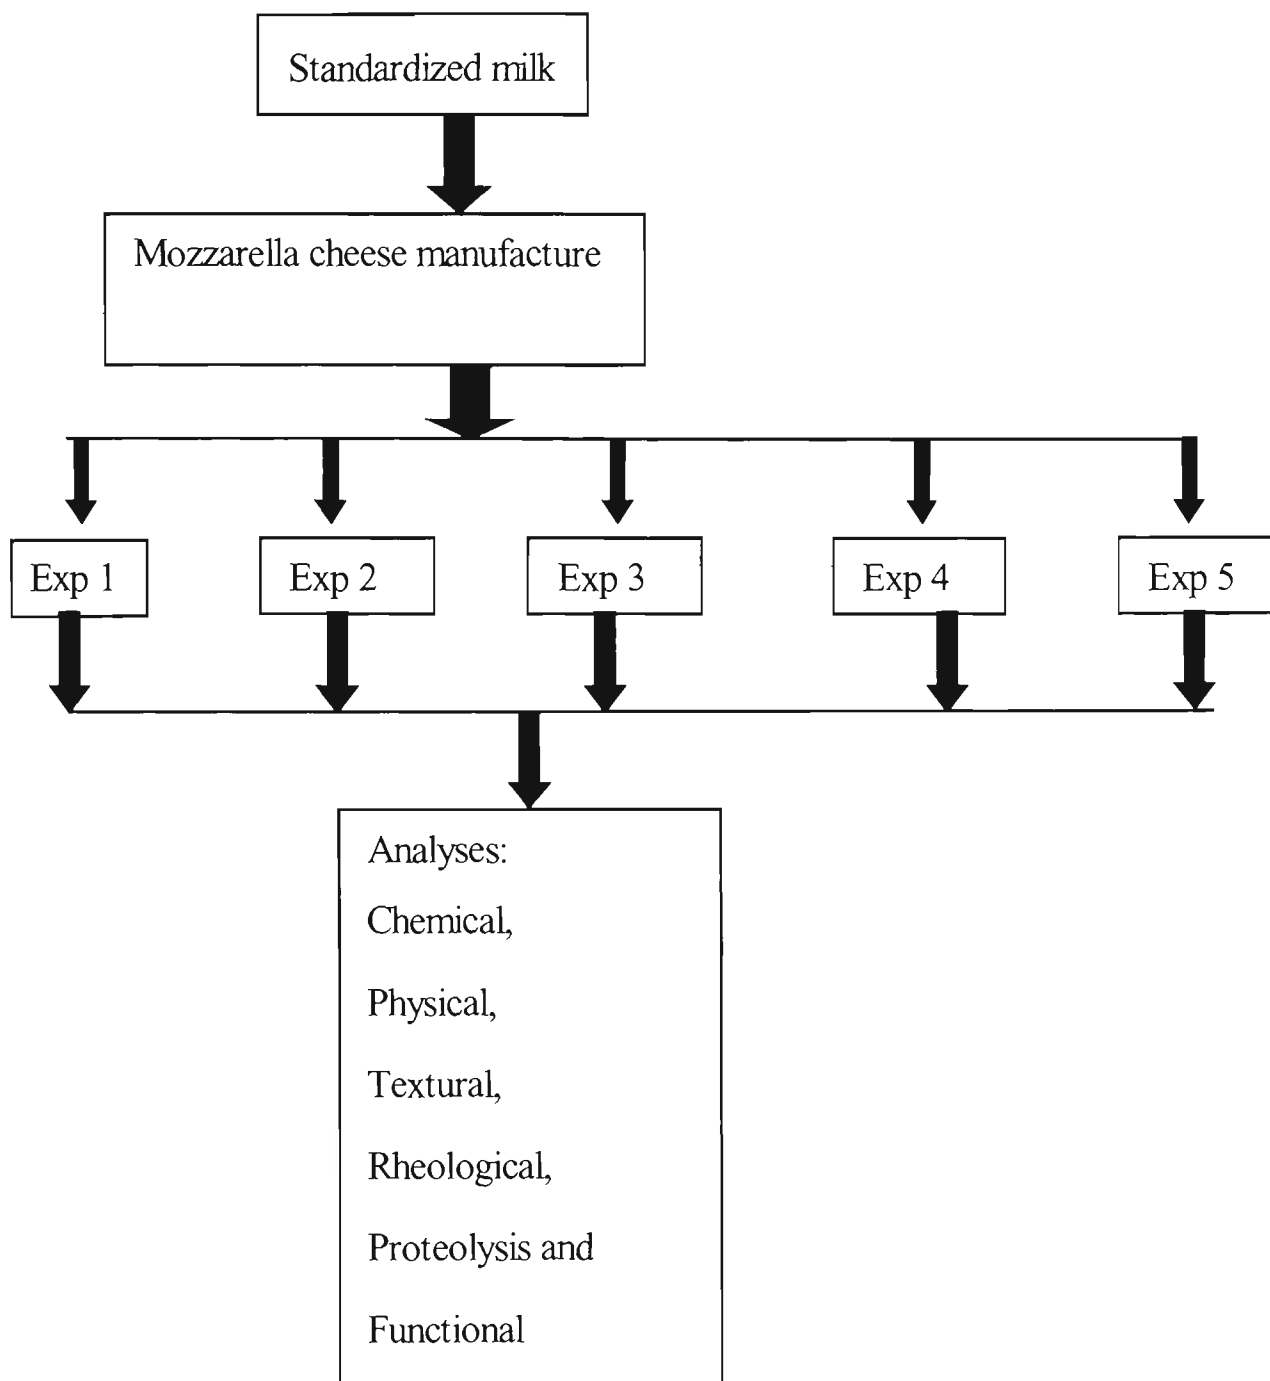 Standardized milk
Mozzarella cheese manufacture
Exp 1
Exp 2
Exp 3
Exp 4
Exp 5
Analyses:
Chemical,
Physical,
Textural,
Rheological,
Proteolysis and
Functional